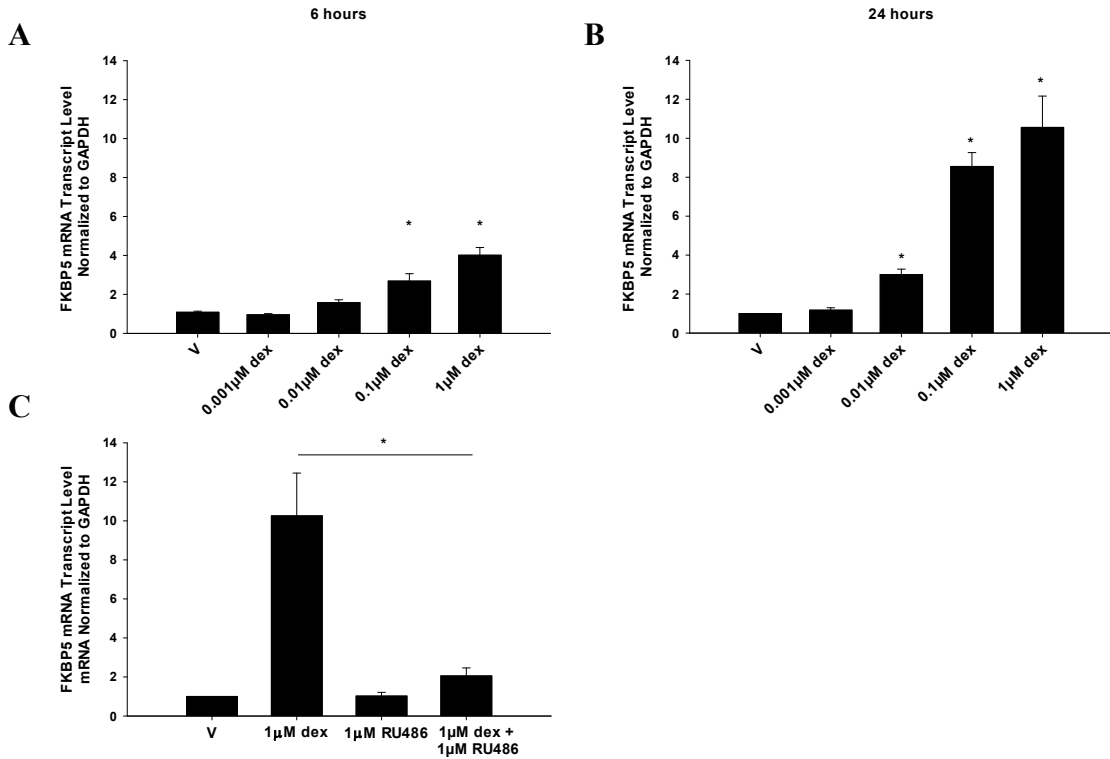 6 hours
24 hours
A
FKBP5 mRNA Transcript Level
Normalized to GAPDH
14
12
10
8
6
4
2
0
*
*
V
0.001µM dex
0.01µM dex
0.1µM dex
1µM dex
B
FKBP5 mRNA Transcript Level
Normalized to GAPDH
14
12
10
8
6
4
2
0
*
*
*
V
0.001µM dex
0.01µM dex
0.1µM dex
1µM dex
C
FKBP5 mRNA Transcript Level
mRNA Normalized to GAPDH
14
12
10
8
6
4
2
0
*
V
1µM dex
1µM RU486
1µM dex +
1µM RU486